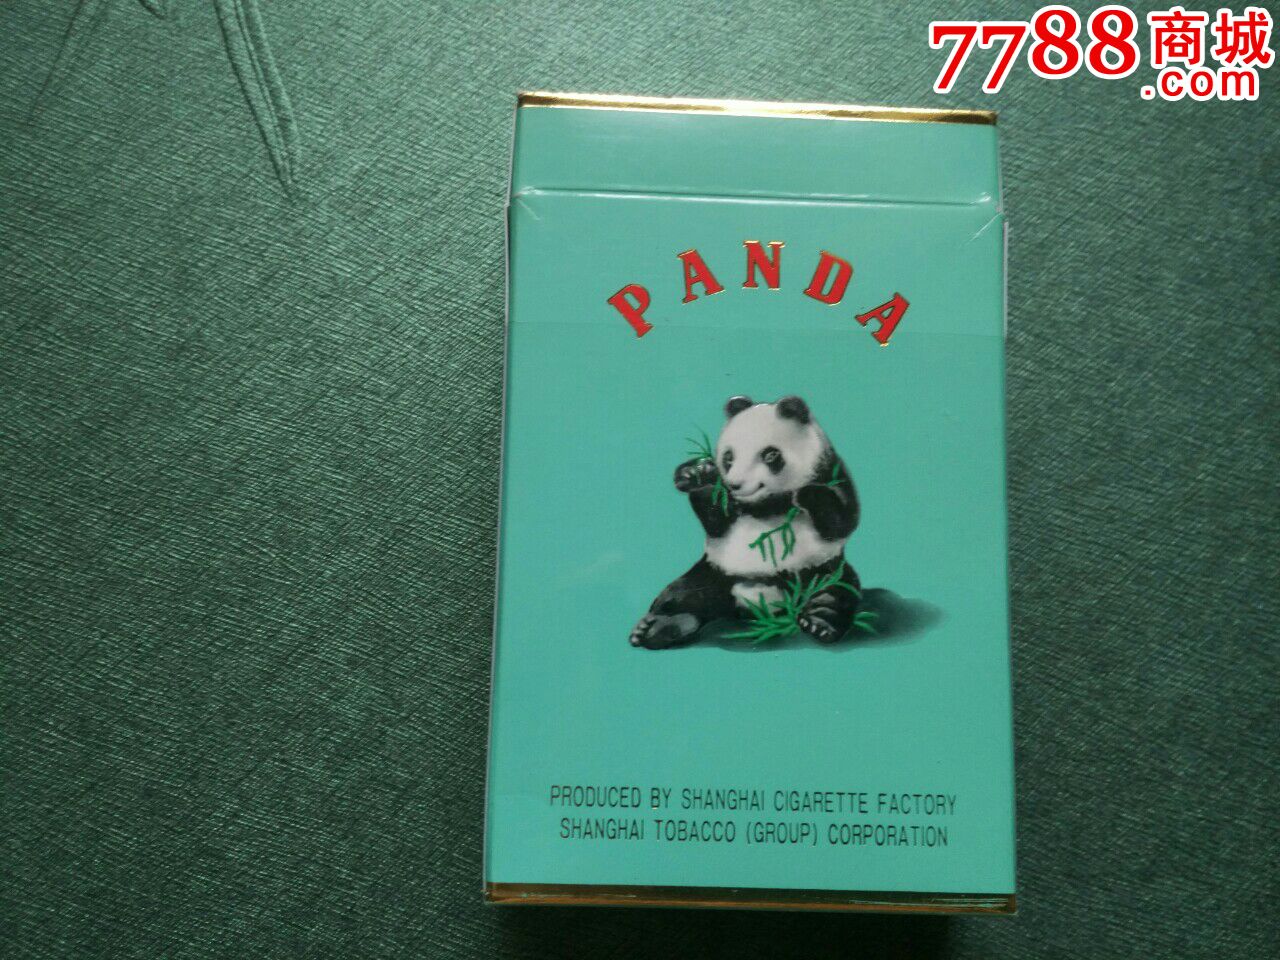 7788商城
.com
PANDA
PRODUCED BY SHANGHAI CIGARETTE FACTORY
SHANGHAI TOBACCO (GROUP) CORPORATION